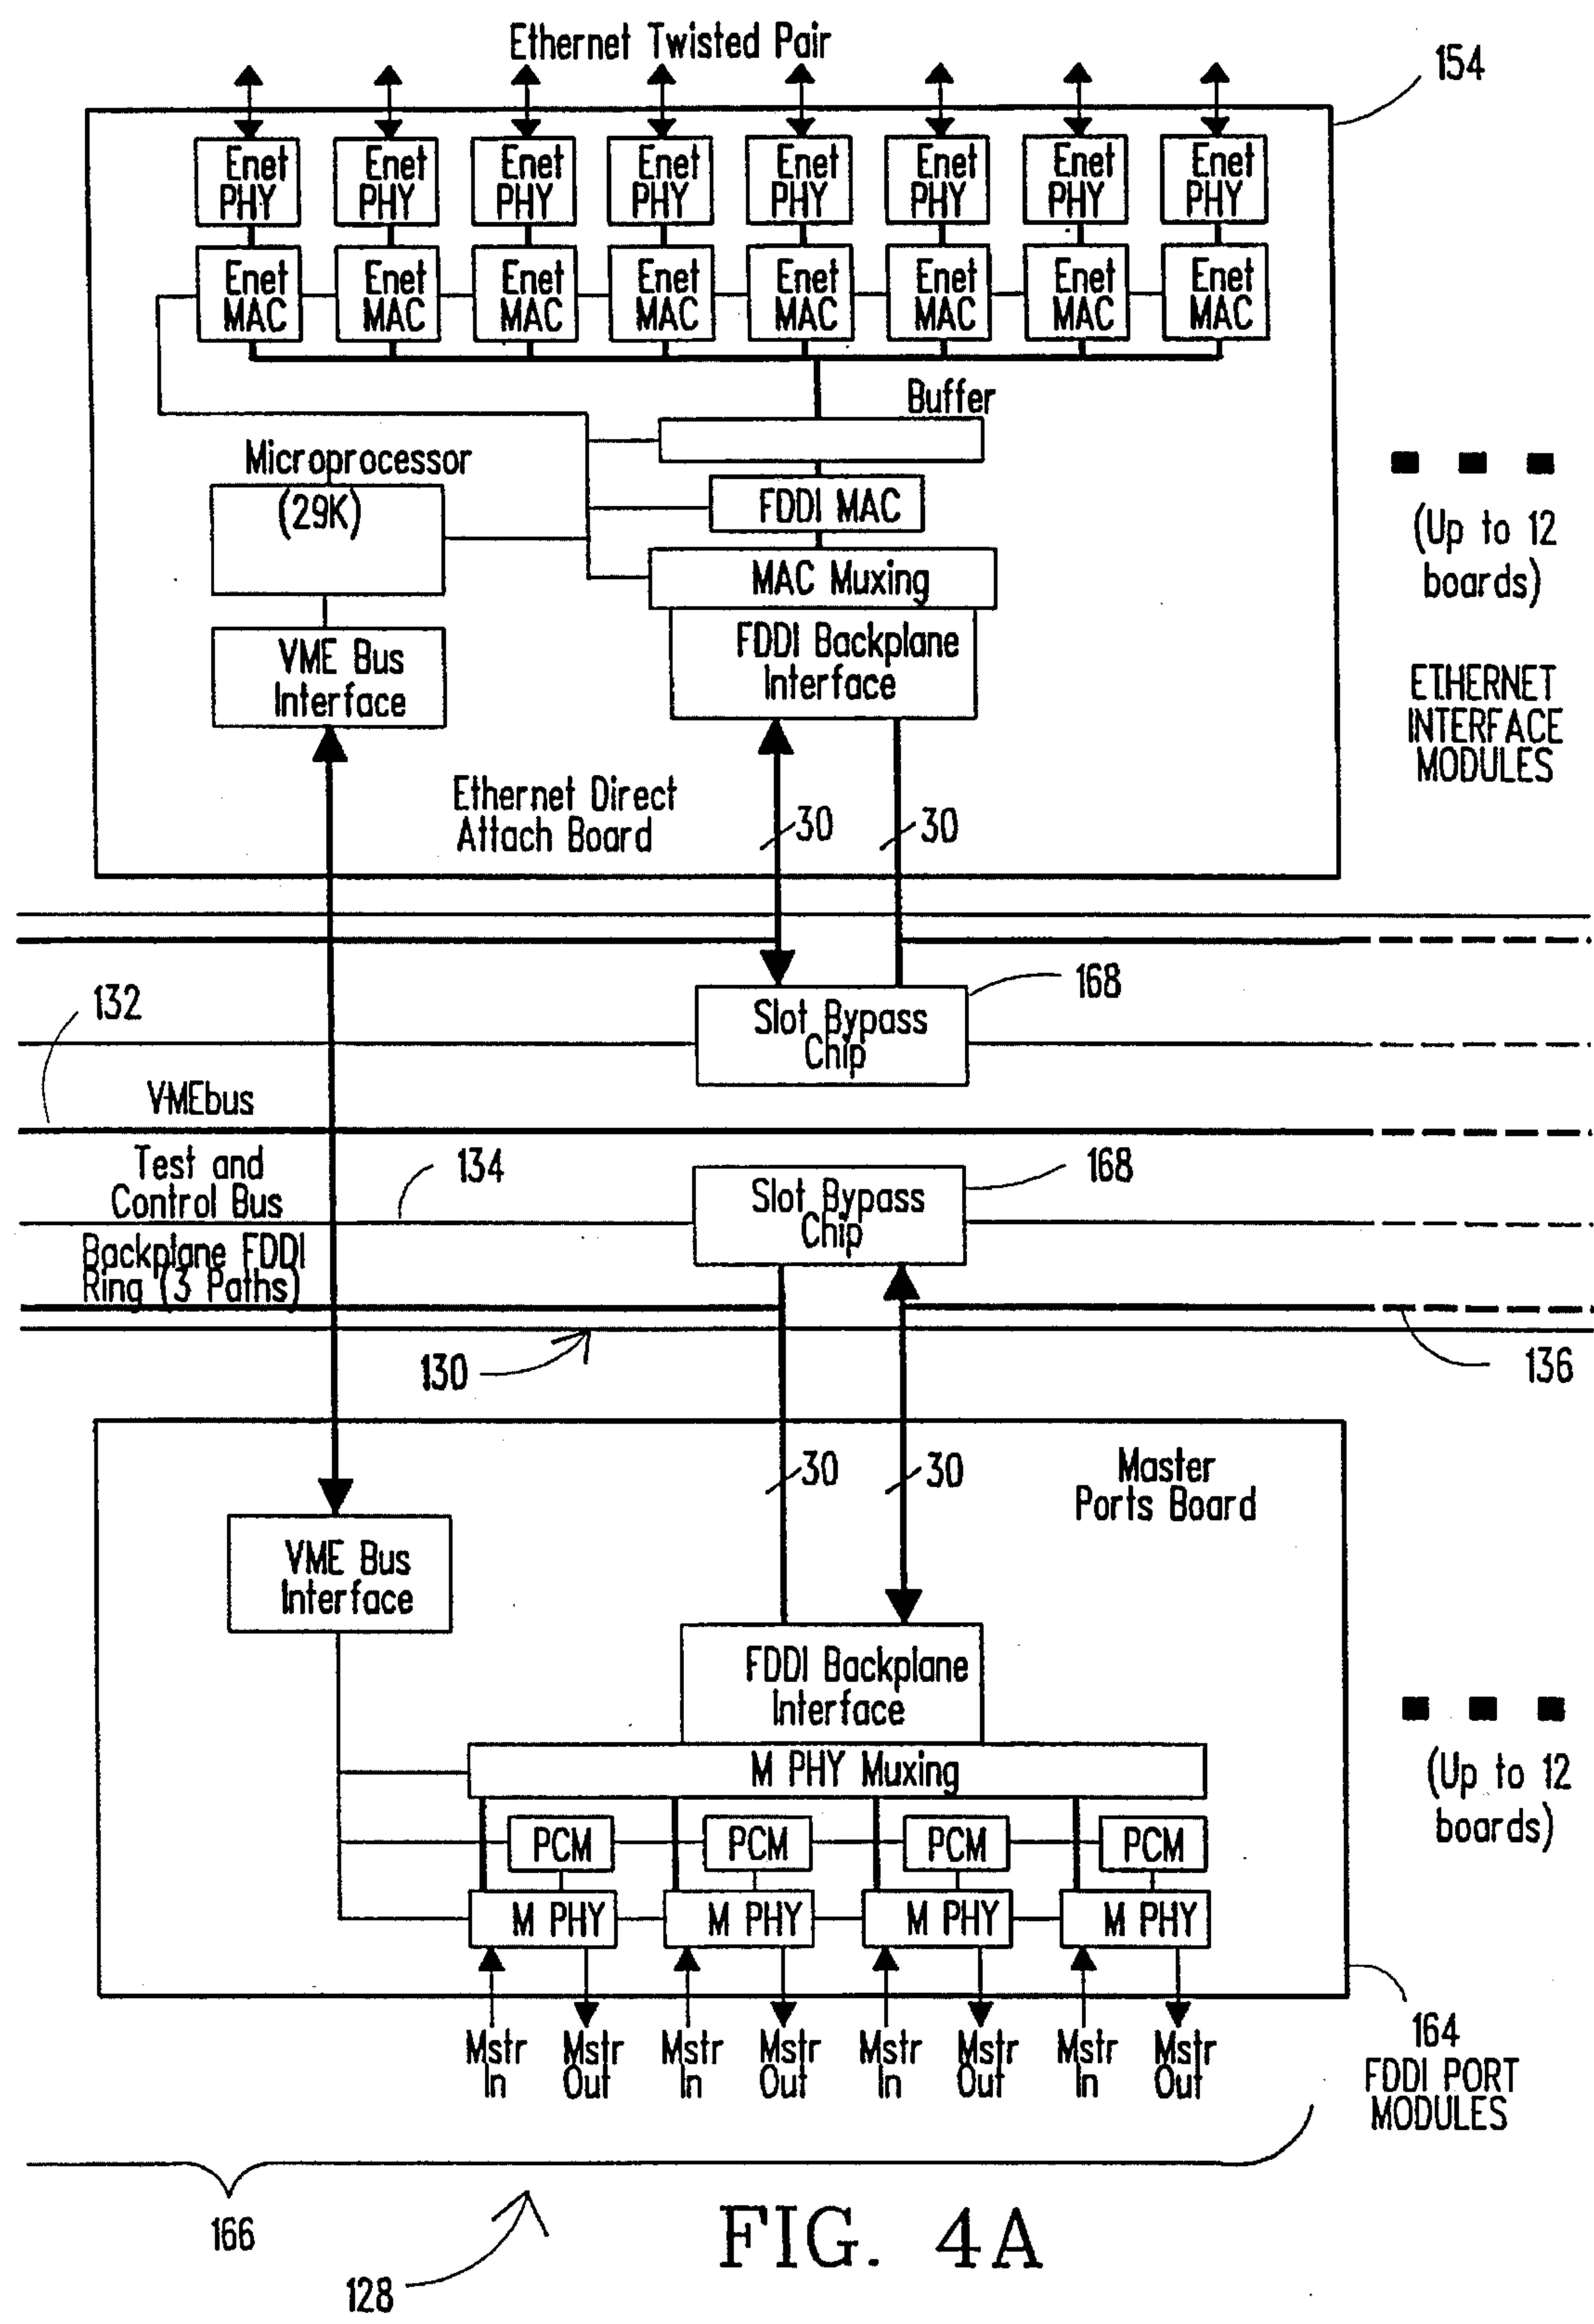 Ethernet Twisted Pair
154
Enet
PHY
Enet
PHY
Enet
PHY
Enet
PHY
Enet
PHY
Enet
PHY
Enet
PHY
Enet
PHY
Enet
MAC
Enet
MAC
Enet
MAC
Enet
MAC
Enet
MAC
Enet
MAC
Enet
MAC
Enet
MAC
Buffer
Microprocessor
(29K)
FDDI MAC
MAC Muxing
FDDI Backplane
Interface
VME Bus
Interface
(Up to 12
boards)
ETHERNET
INTERFACE
MODULES
Ethernet Direct
Attach Board
30
30
168
Slot Bypass
Chip
132
VMEbus
Test and
Control Bus
134
168
Slot Bypass
Chip
Backplane FDDI
Ring (3 Paths)
130
136
30
30
Master
Ports Board
VME Bus
Interface
FDDI Backplane
Interface
M PHY Muxing
PCM
PCM
PCM
PCM
M PHY
M PHY
M PHY
M PHY
(Up to 12
boards)
Mstr
In
Mstr
Out
Mstr
In
Mstr
Out
Mstr
In
Mstr
Out
Mstr
In
Mstr
Out
164
FDDI PORT
MODULES
166
128
FIG. 4A